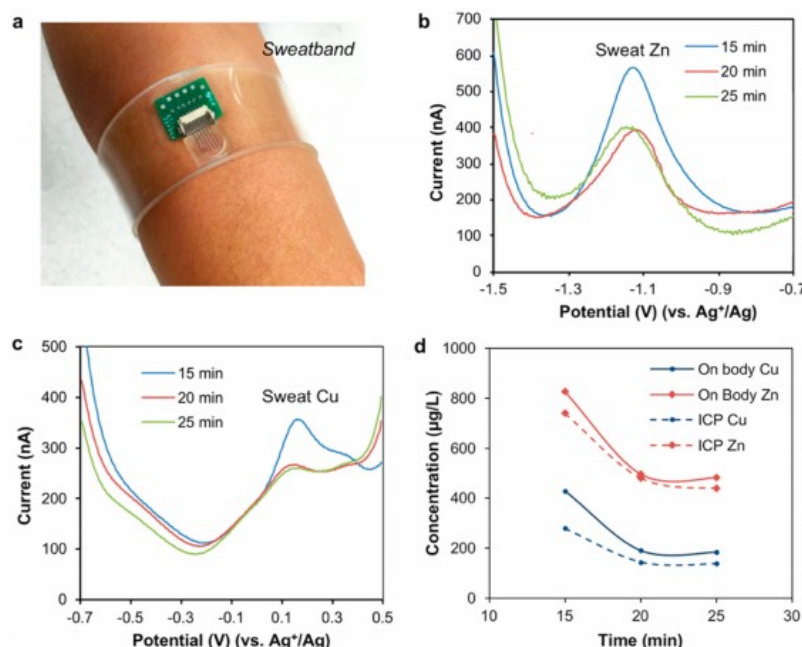 a
Sweatband
b
700
600
500
400
300
200
100
0
Current (nA)
Sweat Zn
15 min
20 min
25 min
-1.5
-1.3
-1.1
-0.9
-0.7
Potential (V) (vs. Ag⁺/Ag)
c
500
400
300
200
100
0
Current (nA)
15 min
20 min
25 min
Sweat Cu
-0.7
-0.5
-0.3
-0.1
0.1
0.3
0.5
Potential (V) (vs. Ag⁺/Ag)
d
1000
800
600
400
200
0
Concentration (µg/L)
On body Cu
On Body Zn
ICP Cu
ICP Zn
10
15
20
25
30
Time (min)